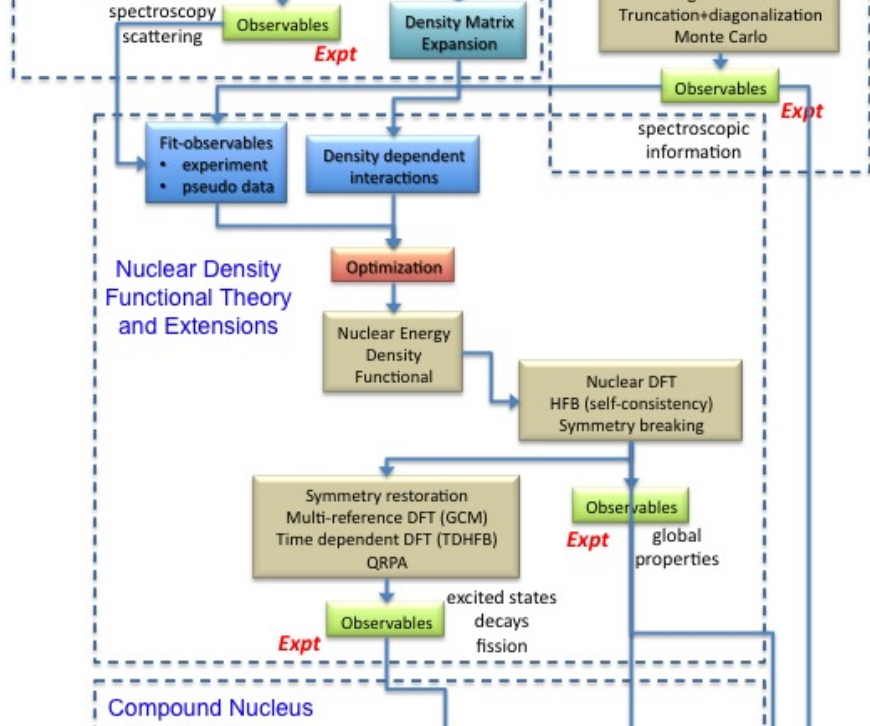 spectroscopy
scattering
Observables
Expt
Density Matrix
Expansion
Truncation+diagonalization
Monte Carlo
Observables
Expt
spectroscopic
information
Fit-observables
• experiment
• pseudo data
Density dependent
interactions
Optimization
Nuclear Density
Functional Theory
and Extensions
Nuclear Energy
Density
Functional
Nuclear DFT
HFB (self-consistency)
Symmetry breaking
Symmetry restoration
Multi-reference DFT (GCM)
Time dependent DFT (TDHFB)
QRPA
Observables
Expt
global
properties
Observables
Expt
excited states
decays
fission
Compound Nucleus